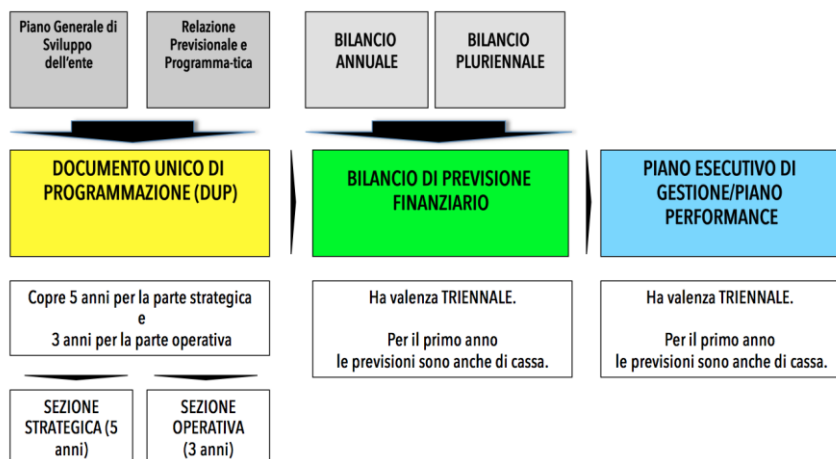 Piano Generale di
Sviluppo
dell'ente
Relazione
Previsionale e
Programma-tica
BILANCIO
ANNUALE
BILANCIO
PLURIENNALE
DOCUMENTO UNICO DI
PROGRAMMAZIONE (DUP)
BILANCIO DI PREVISIONE
FINANZIARIO
PIANO ESECUTIVO DI
GESTIONE/PIANO
PERFORMANCE
Copre 5 anni per la parte strategica
e
3 anni per la parte operativa
Ha valenza TRIENNALE.
Per il primo anno
le previsioni sono anche di cassa.
Ha valenza TRIENNALE.
Per il primo anno
le previsioni sono anche di cassa.
SEZIONE
STRATEGICA (5
anni)
SEZIONE
OPERATIVA
(3 anni)